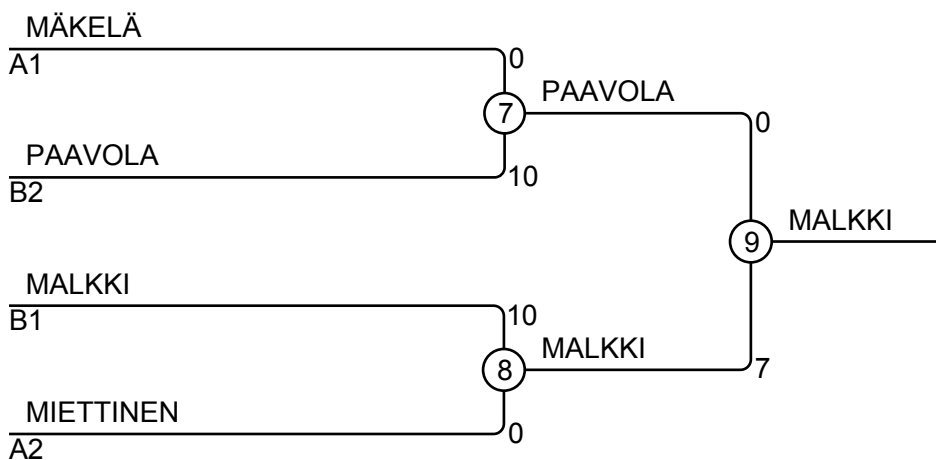 MÄKELÄ
A1
0
7
PAAVOLA
0
PAAVOLA
B2
10
9
MALKKI
MALKKI
B1
10
8
MALKKI
7
MIETTINEN
A2
0